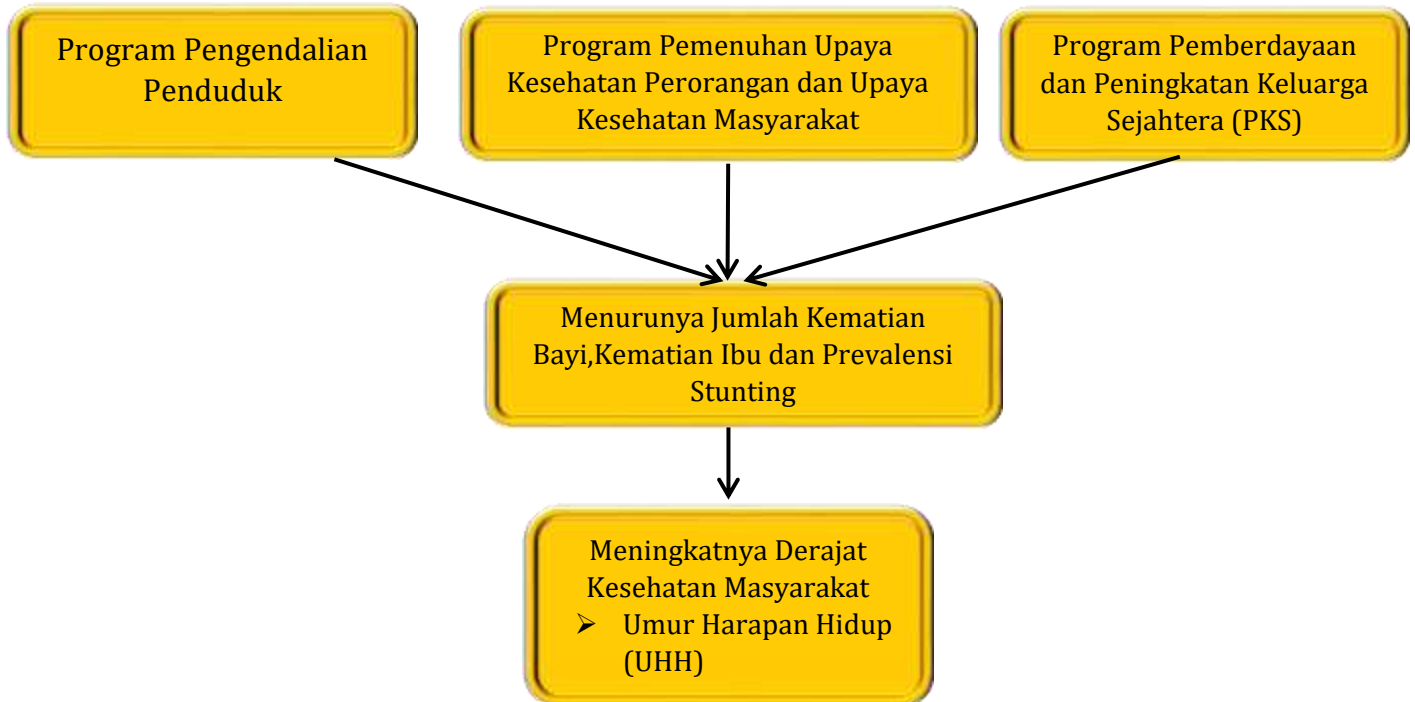 Program Pengendalian
Penduduk
Program Pemenuhan Upaya
Kesehatan Perorangan dan Upaya
Kesehatan Masyarakat
Program Pemberdayaan
dan Peningkatan Keluarga
Sejahtera (PKS)
Menurunya Jumlah Kematian
Bayi,Kematian Ibu dan Prevalensi
Stunting
Meningkatnya Derajat
Kesehatan Masyarakat
➢ Umur Harapan Hidup
(UHH)